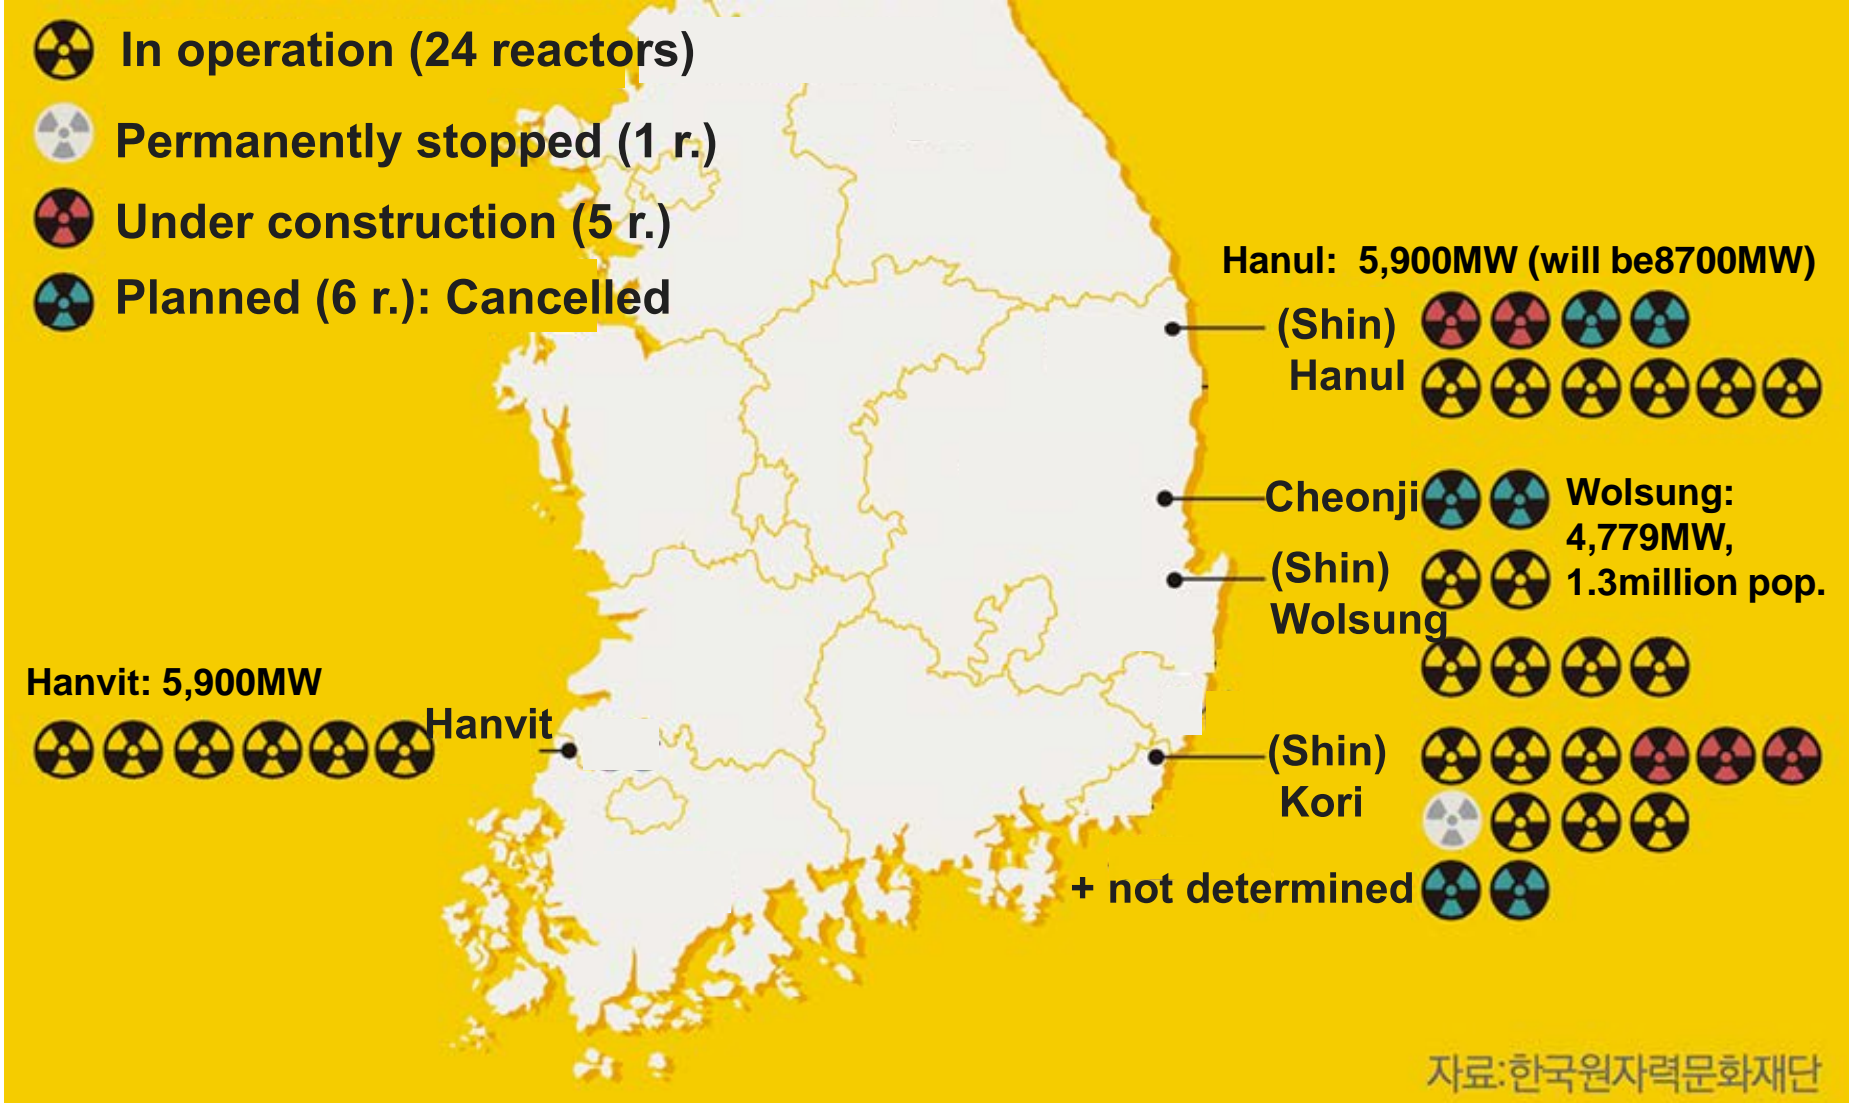 In operation (24 reactors)
Permanently stopped (1 r.)
Under construction (5 r.)
Planned (6 r.): Cancelled
Hanul:  5,900MW (will be8700MW)
(Shin)
Hanul
Cheonji
Wolsung:
4,779MW,
1.3million pop.
(Shin)
Wolsung
Hanvit: 5,900MW
Hanvit
(Shin)
Kori
+ not determined
자료:한국원자력문화재단